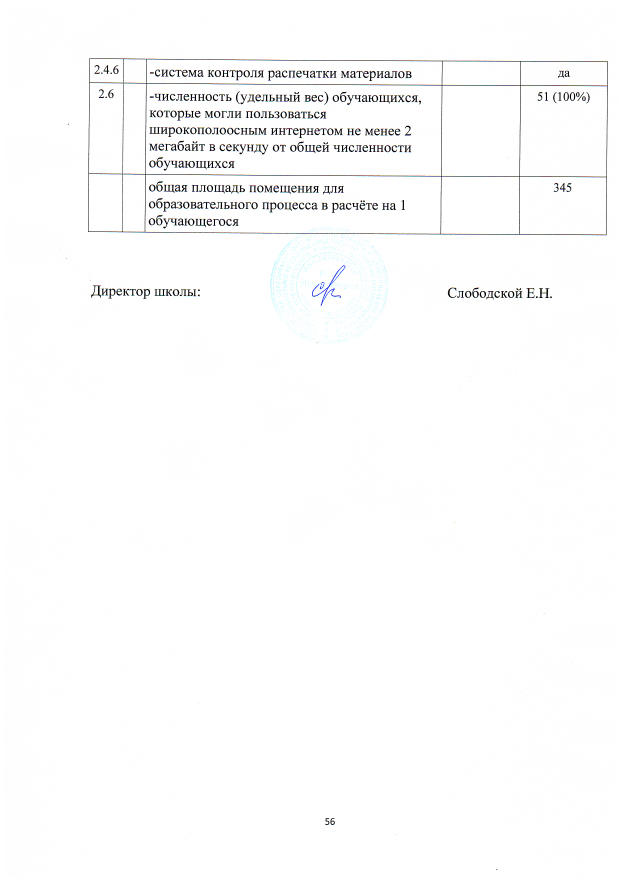 2.4.6 -система контроля распечатки материалов да
2.6 -численность (удельный вес) обучающихся, 51 (100%)
которые могли пользоваться
широкополоосным интернетом не менее 2
мегабайт в секунду от общей численности
обучающихся
общая площадь помещения для 345
образовательного процесса в расчёте на 1
обучающегося
Директор школы: Слободской Е.Н.
56